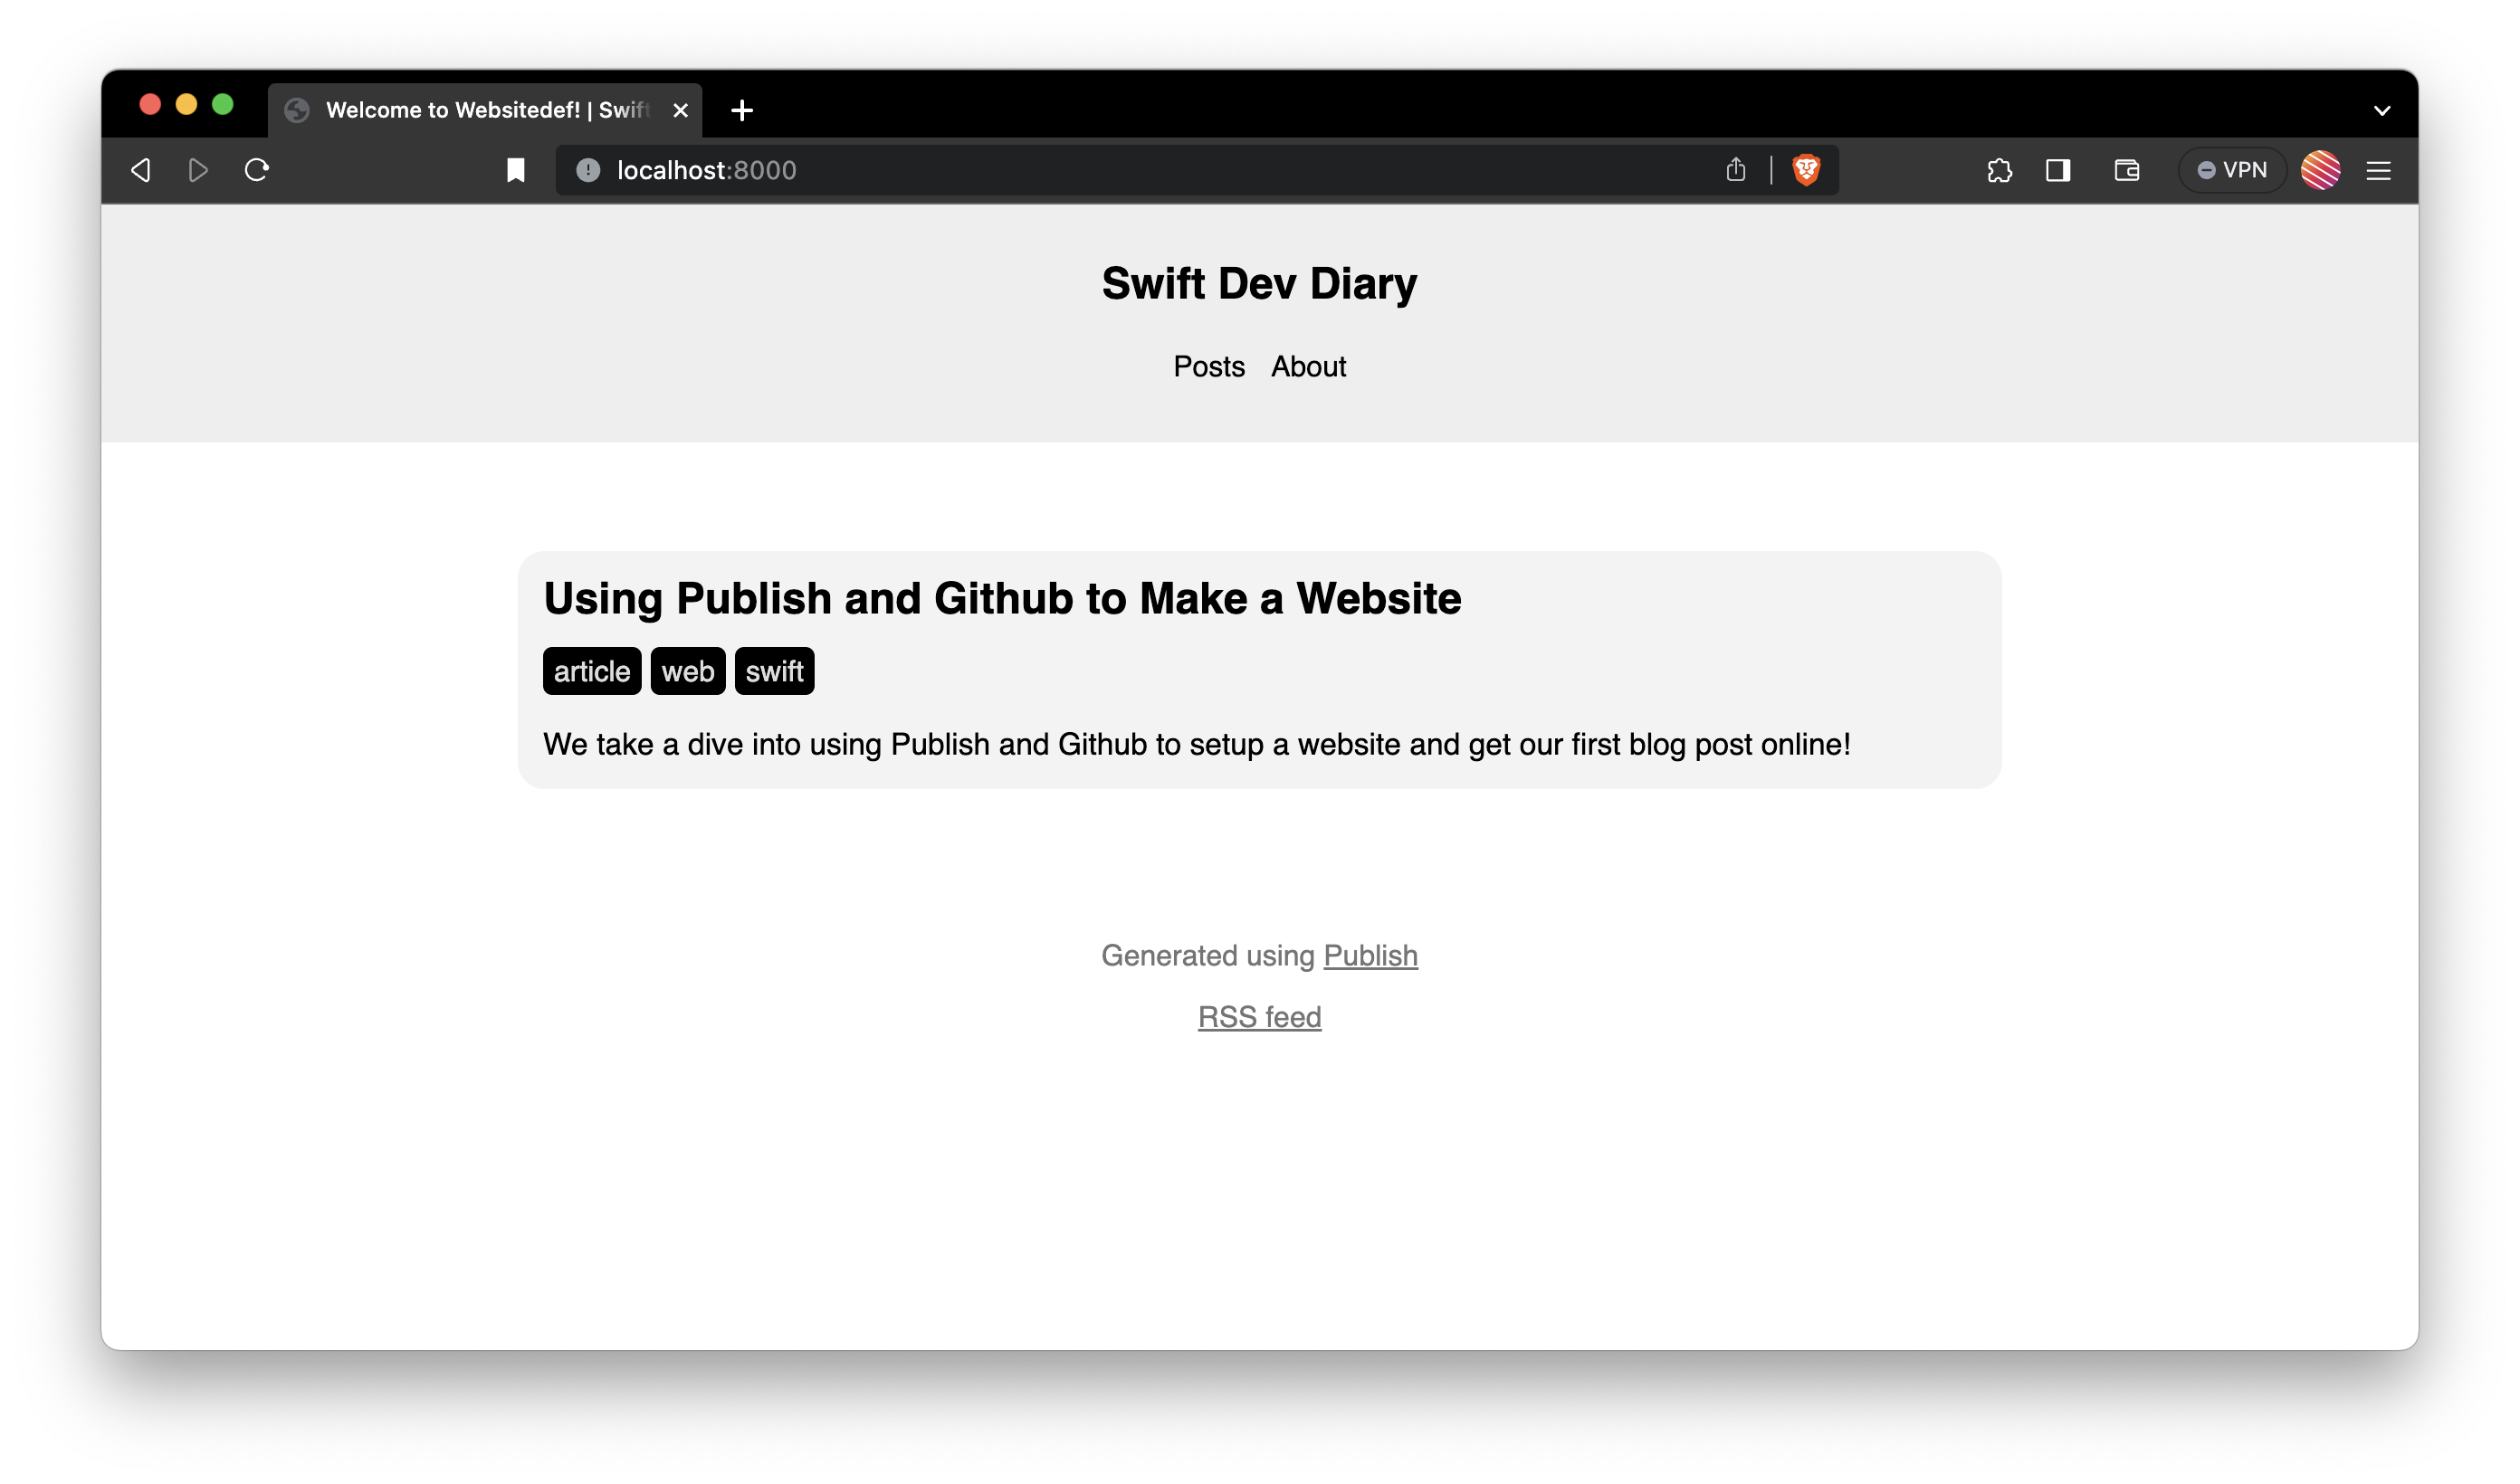 Welcome to Websitedef! | Swift
localhost:8000
VPN
Swift Dev Diary
Posts About
Using Publish and Github to Make a Website
article web swift
We take a dive into using Publish and Github to setup a website and get our first blog post online!
Generated using Publish
RSS feed